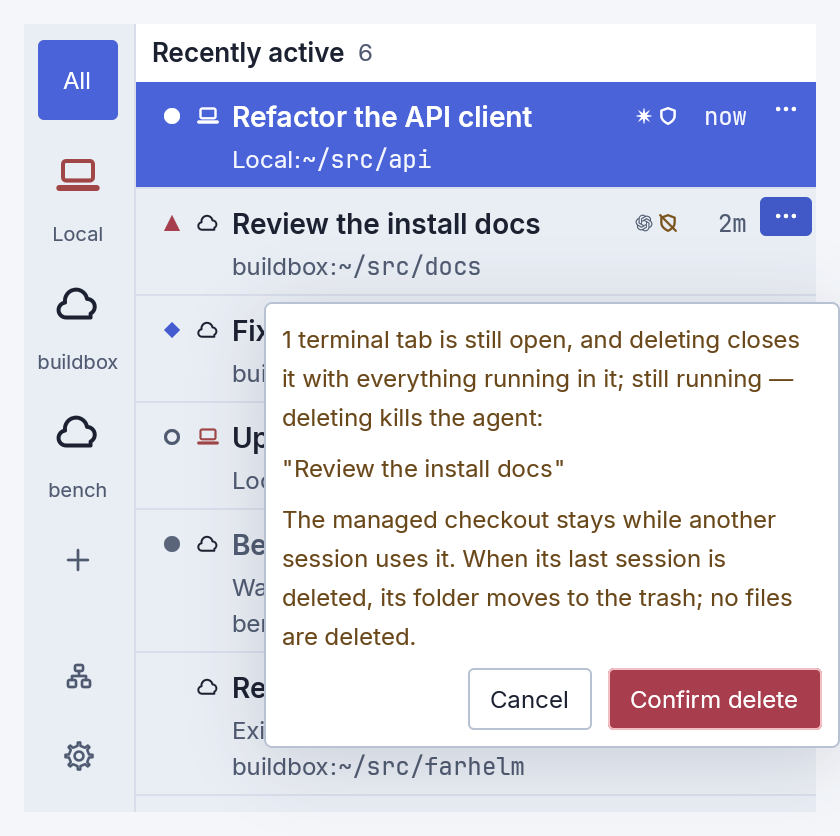 All
Local
buildbox
bench
Recently active 6
Refactor the API client now
Local:~/src/api
Review the install docs 2m
buildbox:~/src/docs
1 terminal tab is still open, and deleting closes
it with everything running in it; still running —
deleting kills the agent:
"Review the install docs"
The managed checkout stays while another
session uses it. When its last session is
deleted, its folder moves to the trash; no files
are deleted.
Cancel
Confirm delete
buildbox:~/src/farhelm